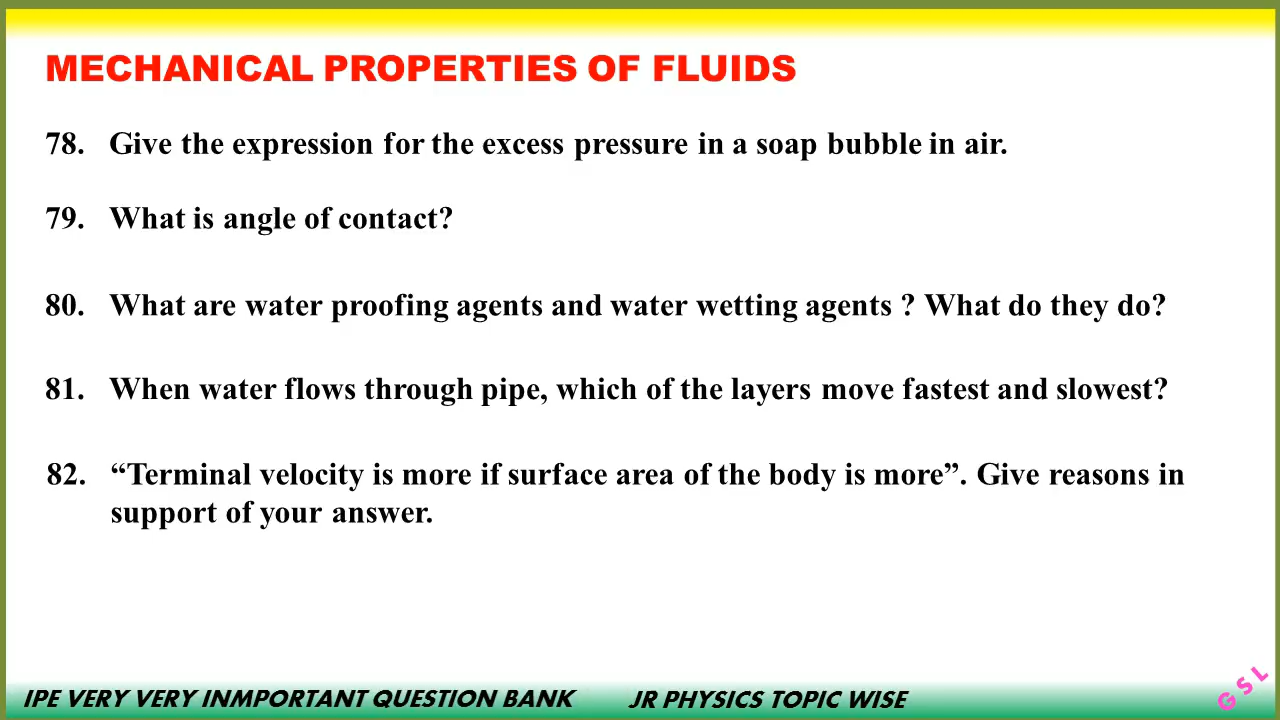 MECHANICAL PROPERTIES OF FLUIDS
78. Give the expression for the excess pressure in a soap bubble in air.
79. What is angle of contact?
80. What are water proofing agents and water wetting agents ? What do they do?
81. When water flows through pipe, which of the layers move fastest and slowest?
82. “Terminal velocity is more if surface area of the body is more”. Give reasons in
support of your answer.
IPE VERY VERY INMPORTANT QUESTION BANK JR PHYSICS TOPIC WISE
G S L